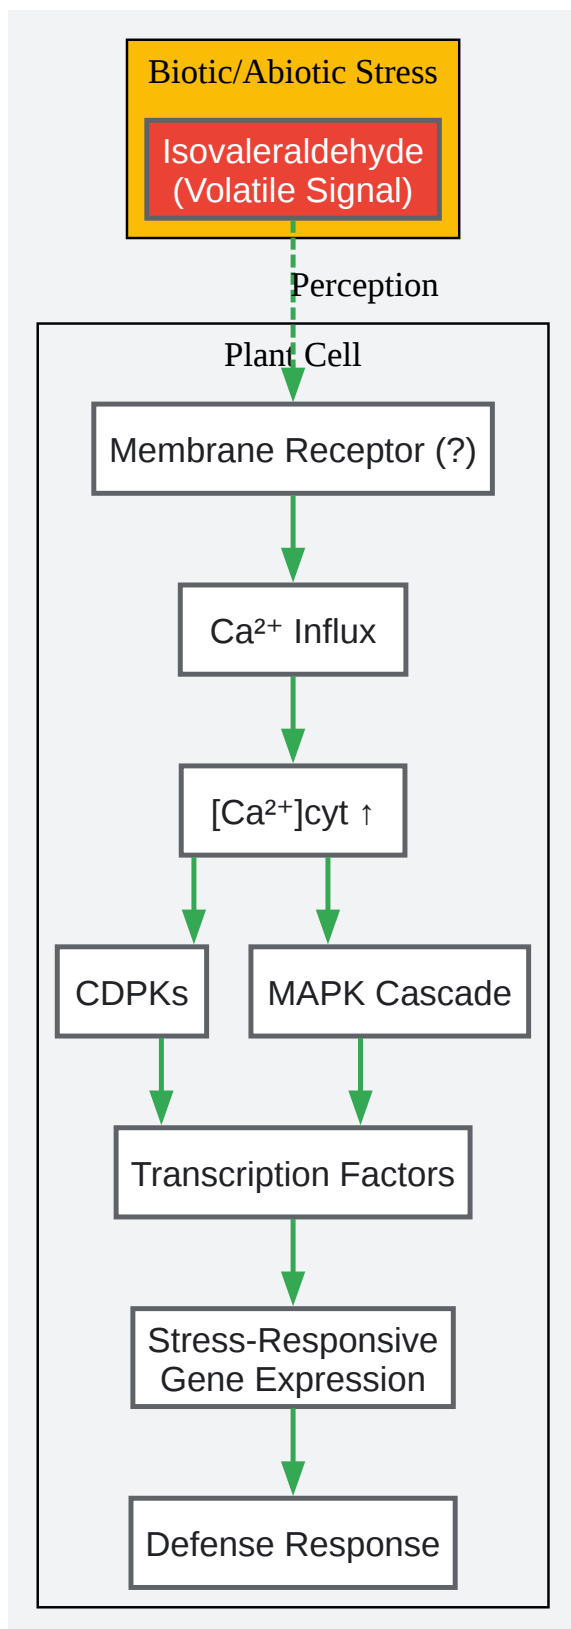 Biotic/Abiotic Stress
Isovaleraldehyde
(Volatile Signal)
Perception
Plant Cell
Membrane Receptor (?)
Ca²⁺ Influx
[Ca²⁺]cyt ↑
CDPKs
MAPK Cascade
Transcription Factors
Stress-Responsive
Gene Expression
Defense Response